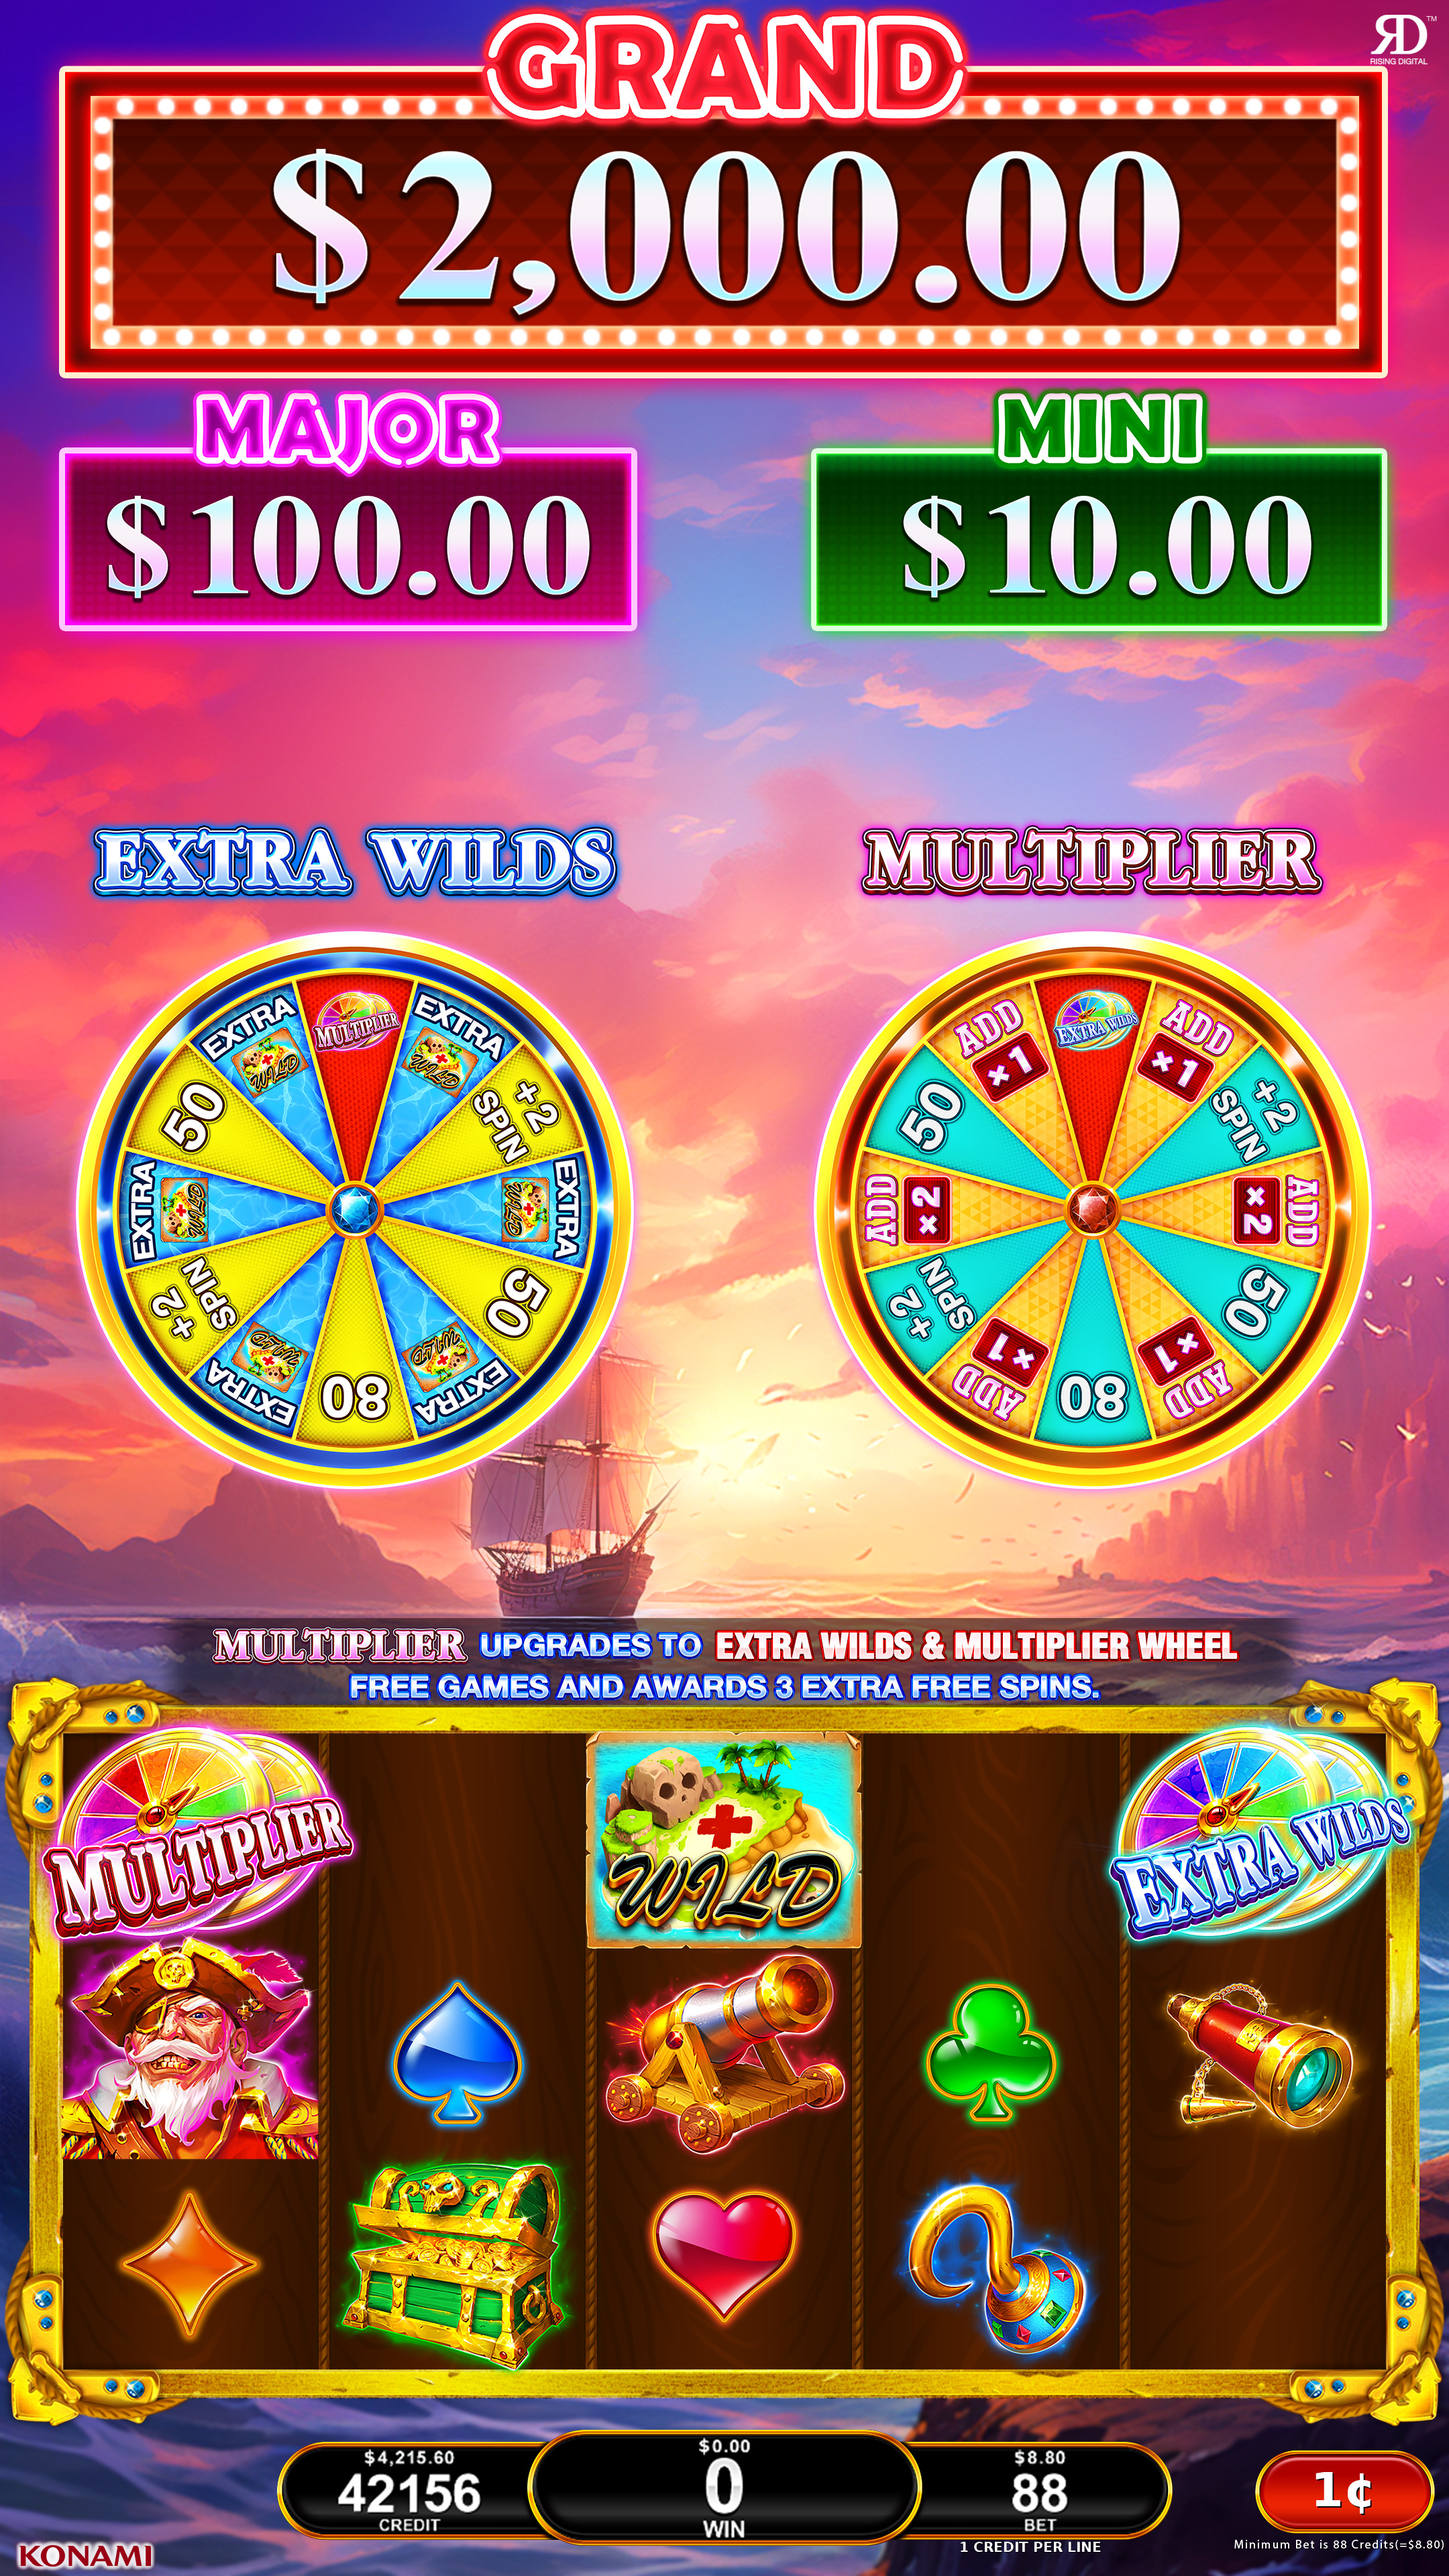 GRAND
RD™
RISING DIGITAL
$2,000.00
MAJOR
MINI
$100.00
$10.00
EXTRA WILDS
MULTIPLIER
MULTIPLIER
EXTRA
WILD
+2
SPIN
EXTRA
WILD
50
EXTRA
WILD
80
EXTRA
WILD
+2
SPIN
EXTRA
WILD
50
EXTRA
WILD
EXTRA WILDS
ADD
×1
+2
SPIN
ADD
×2
50
ADD
×1
80
ADD
×1
+2
SPIN
ADD
×2
50
ADD
×1
MULTIPLIER UPGRADES TO EXTRA WILDS & MULTIPLIER WHEEL
FREE GAMES AND AWARDS 3 EXTRA FREE SPINS.
MULTIPLIER
WILD
EXTRA WILDS
$4,215.60
42156
CREDIT
$0.00
0
WIN
$8.80
88
BET
1 CREDIT PER LINE
1¢
Minimum Bet is 88 Credits(=$8.80)
KONAMI